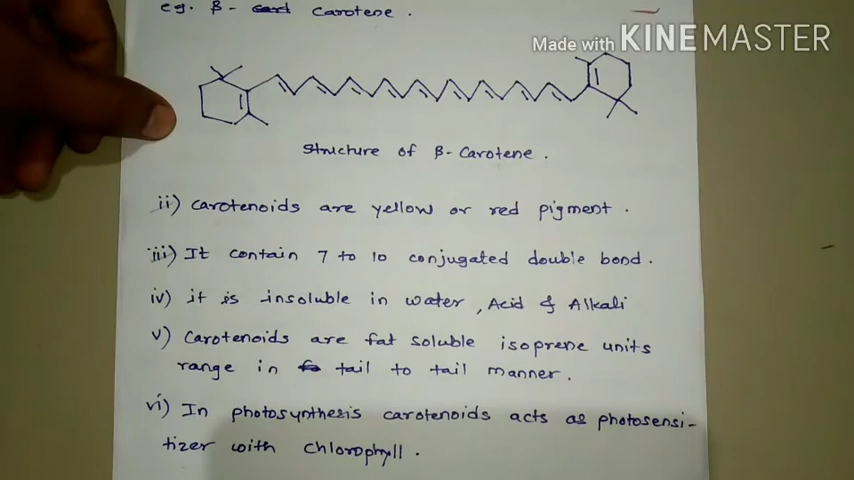 eg. β - Carotene .
Made with KINEMASTER
Structure of β - Carotene .
ii) Carotenoids are yellow or red pigment .
iii) It contain 7 to 10 conjugated double bond .
iv) it is insoluble in water , Acid & Alkali
v) Carotenoids are fat soluble isoprene units
range in tail to tail manner .
vi) In photosynthesis carotenoids acts as photosensi-
tizer with chlorophyll .